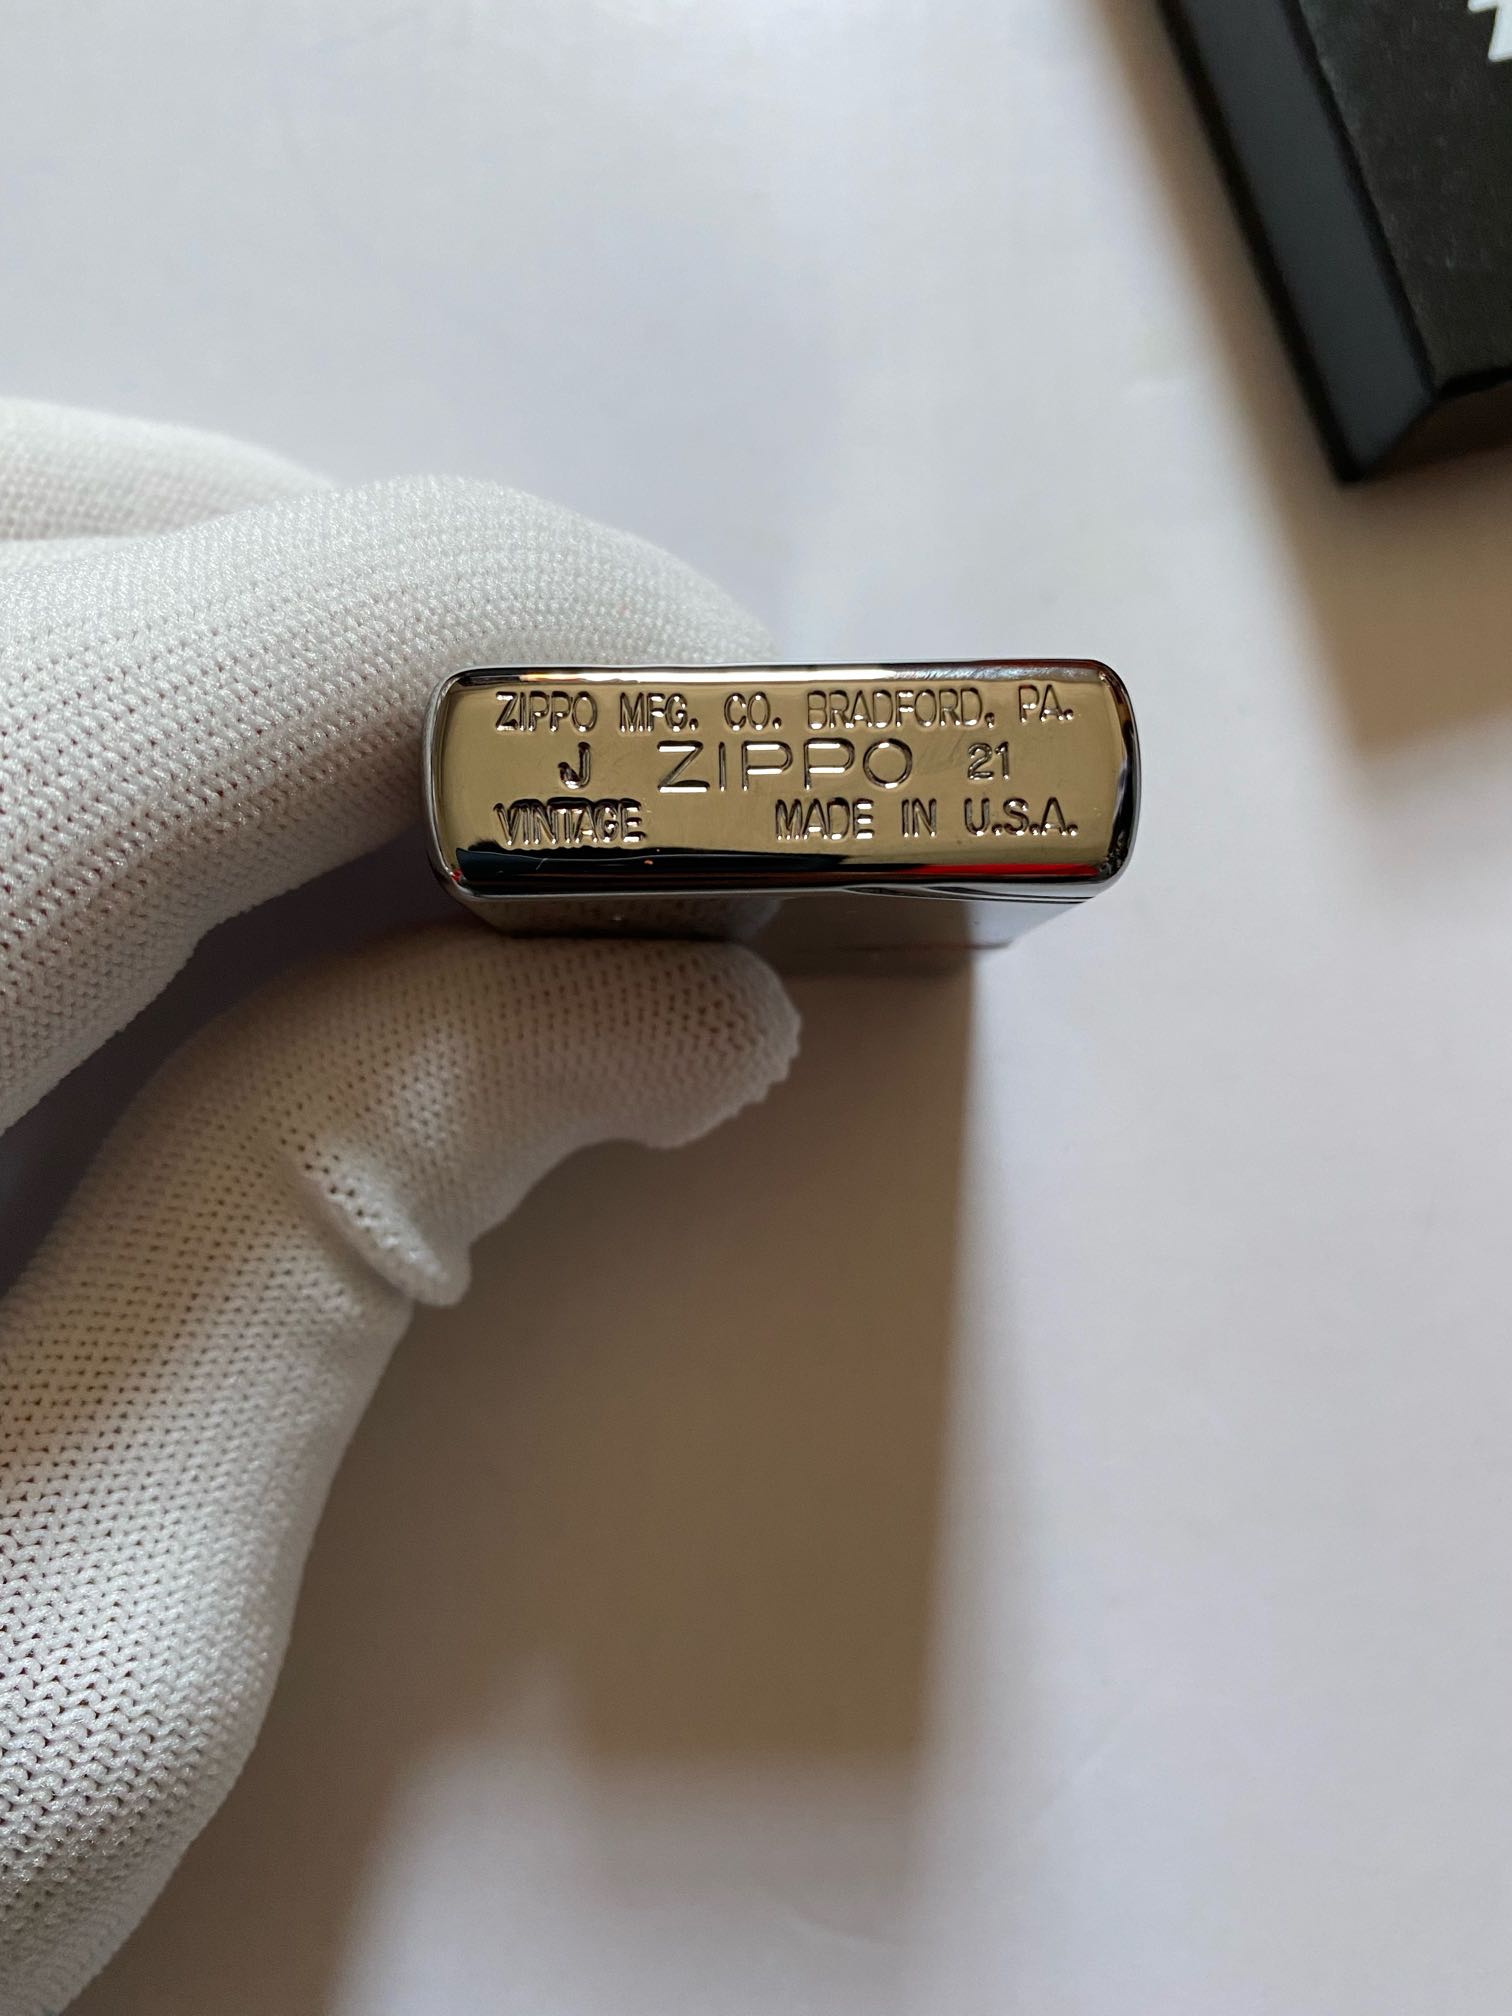 ZIPPO MFG. CO. BRADFORD, PA.
J ZIPPO 21
VINTAGE MADE IN U.S.A.